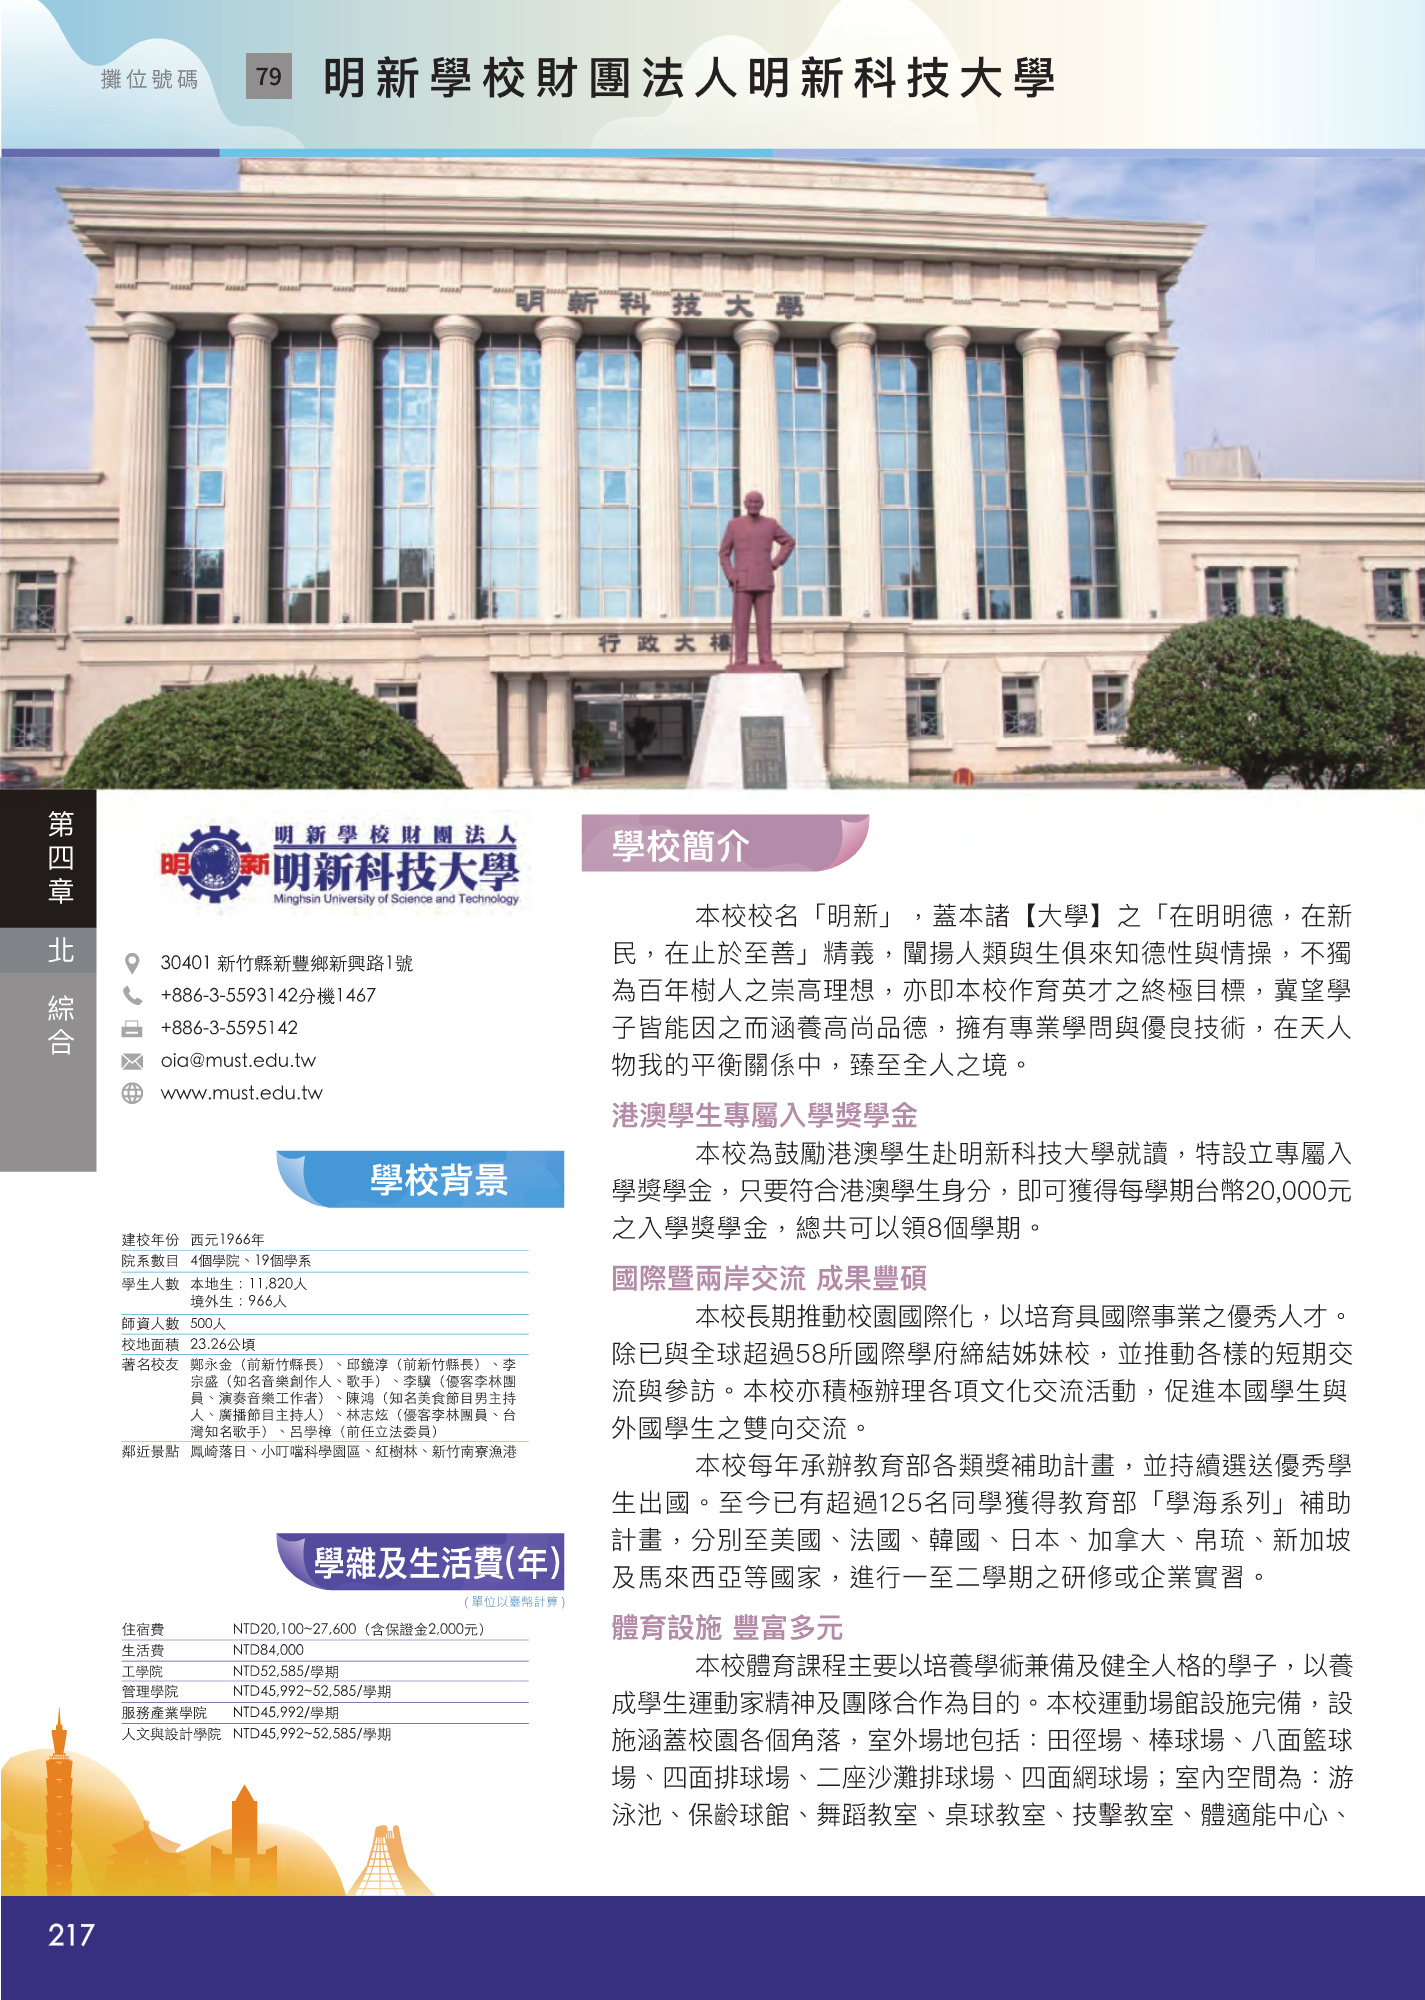 攤位號碼 79 明新學校財團法人明新科技大學
明新科技大學
行政大樓
第四章
北
綜合
明新
明新學校財團法人
明新科技大學
Minghsin University of Science and Technology
30401 新竹縣新豐鄉新興路1號
+886-3-5593142分機1467
+886-3-5595142
oia@must.edu.tw
www.must.edu.tw
學校背景
建校年份 西元1966年
院系數目 4個學院、19個學系
學生人數 本地生：11,820人
境外生：966人
師資人數 500人
校地面積 23.26公頃
著名校友 鄭永金（前新竹縣長）、邱鏡淳（前新竹縣長）、李
宗盛（知名音樂創作人、歌手）、李驥（優客李林團
員、演奏音樂工作者）、陳鴻（知名美食節目男主持
人、廣播節目主持人）、林志炫（優客李林團員、台
灣知名歌手）、呂學樟（前任立法委員）
鄰近景點 鳳崎落日、小叮噹科學園區、紅樹林、新竹南寮漁港
學雜及生活費(年)
（單位以臺幣計算）
住宿費 NTD20,100~27,600（含保證金2,000元）
生活費 NTD84,000
工學院 NTD52,585/學期
管理學院 NTD45,992~52,585/學期
服務產業學院 NTD45,992/學期
人文與設計學院 NTD45,992~52,585/學期
學校簡介
本校校名「明新」，蓋本諸【大學】之「在明明德，在新
民，在止於至善」精義，闡揚人類與生俱來知德性與情操，不獨
為百年樹人之崇高理想，亦即本校作育英才之終極目標，冀望學
子皆能因之而涵養高尚品德，擁有專業學問與優良技術，在天人
物我的平衡關係中，臻至全人之境。
港澳學生專屬入學獎學金
本校為鼓勵港澳學生赴明新科技大學就讀，特設立專屬入
學獎學金，只要符合港澳學生身分，即可獲得每學期台幣20,000元
之入學獎學金，總共可以領8個學期。
國際暨兩岸交流 成果豐碩
本校長期推動校園國際化，以培育具國際事業之優秀人才。
除已與全球超過58所國際學府締結姊妹校，並推動各樣的短期交
流與參訪。本校亦積極辦理各項文化交流活動，促進本國學生與
外國學生之雙向交流。
本校每年承辦教育部各類獎補助計畫，並持續選送優秀學
生出國。至今已有超過125名同學獲得教育部「學海系列」補助
計畫，分別至美國、法國、韓國、日本、加拿大、帛琉、新加坡
及馬來西亞等國家，進行一至二學期之研修或企業實習。
體育設施 豐富多元
本校體育課程主要以培養學術兼備及健全人格的學子，以養
成學生運動家精神及團隊合作為目的。本校運動場館設施完備，設
施涵蓋校園各個角落，室外場地包括：田徑場、棒球場、八面籃球
場、四面排球場、二座沙灘排球場、四面網球場；室內空間為：游
泳池、保齡球館、舞蹈教室、桌球教室、技擊教室、體適能中心、
217